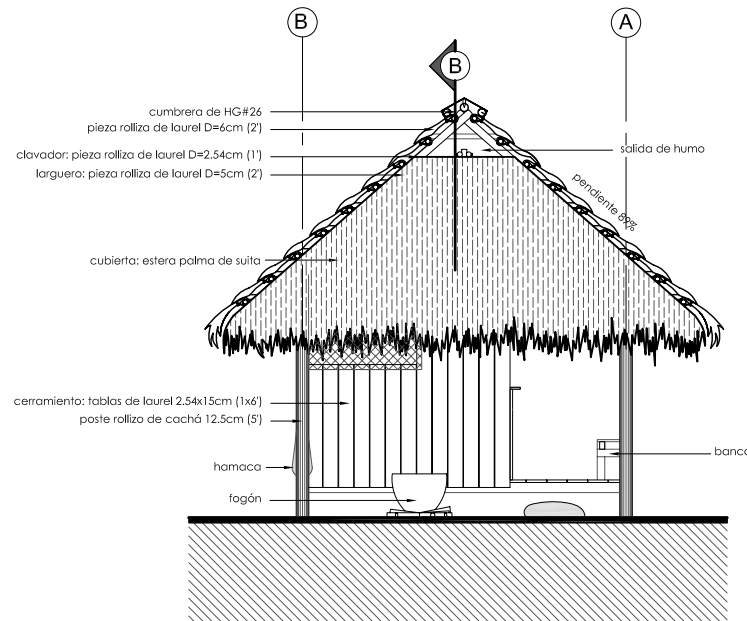 B
A
B
cumbrera de HG#26
pieza rolliza de laurel D=6cm (2')
salida de humo
clavador: pieza rolliza de laurel D=2.54cm (1')
larguero: pieza rolliza de laurel D=5cm (2')
pendiente 89%
cubierta: estera palma de suita
cerramiento: tablas de laurel 2.54x15cm (1x6')
poste rollizo de cachá 12.5cm (5')
banca
hamaca
fogón